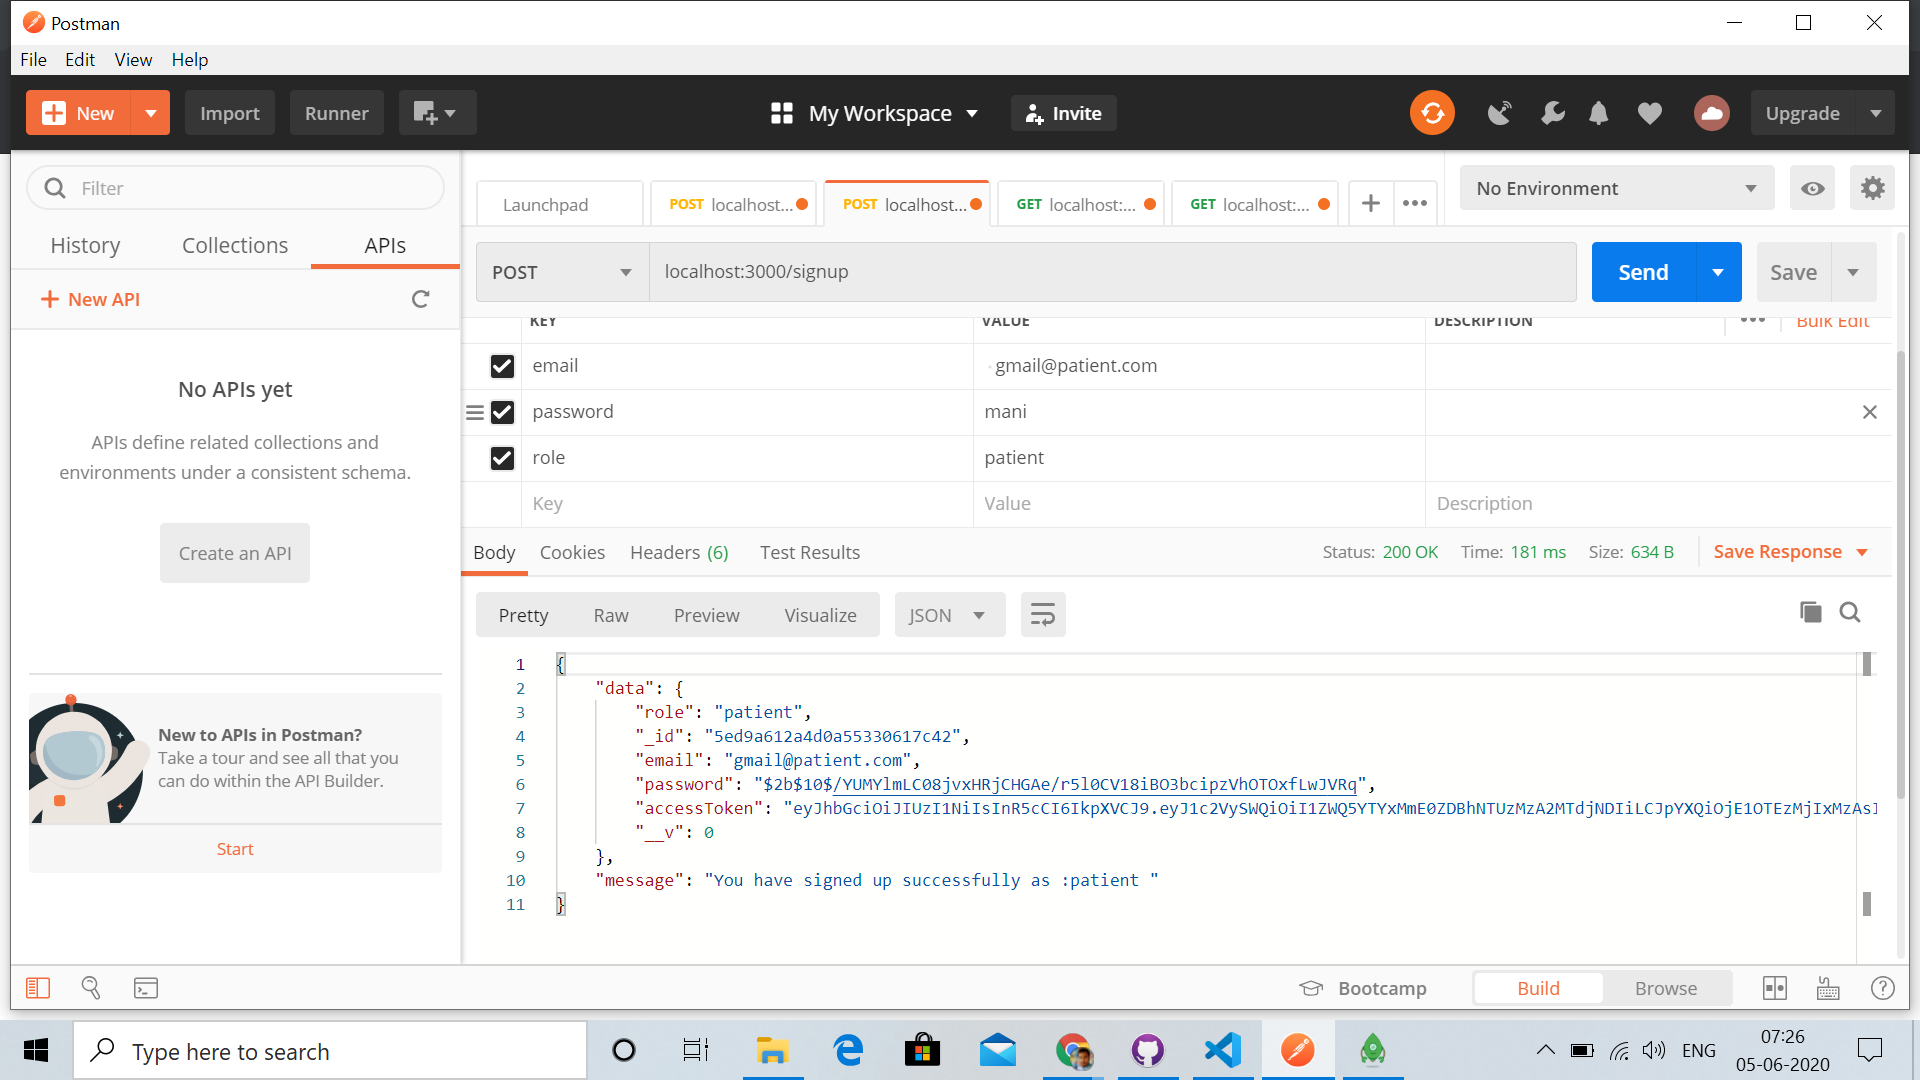 Postman
File Edit View Help
New Import Runner My Workspace Invite Upgrade
Filter
History Collections APIs
New API
No APIs yet
APIs define related collections and
environments under a consistent schema.
Create an API
New to APIs in Postman?
Take a tour and see all that you
can do within the API Builder.
Start
Launchpad POST localhost... POST localhost... GET localhost:... GET localhost:... + ••• No Environment
POST localhost:3000/signup Send Save
KEY VALUE DESCRIPTION ••• Bulk Edit
email gmail@patient.com
password mani
role patient
Key Value Description
Body Cookies Headers (6) Test Results Status: 200 OK Time: 181 ms Size: 634 B Save Response
Pretty Raw Preview Visualize JSON
1 {
2 "data": {
3 "role": "patient",
4 "_id": "5ed9a612a4d0a55330617c42",
5 "email": "gmail@patient.com",
6 "password": "$2b$10$/YUMYlmLC08jvxHRjCHGAe/r5l0CV18iBO3bcipzVhOTOxfLwJVRq",
7 "accessToken": "eyJhbGciOiJIUzI1NiIsInR5cCI6IkpXVCJ9.eyJ1c2VySWQiOiI1ZWQ5YTYxMmE0ZDBhNTUzMzA2MTdjNDIiLCJpYXQiOjE1OTEzMjIxMzAsI
8 "__v": 0
9 },
10 "message": "You have signed up successfully as :patient "
11 }
Bootcamp Build Browse
Type here to search
ENG 07:26
05-06-2020